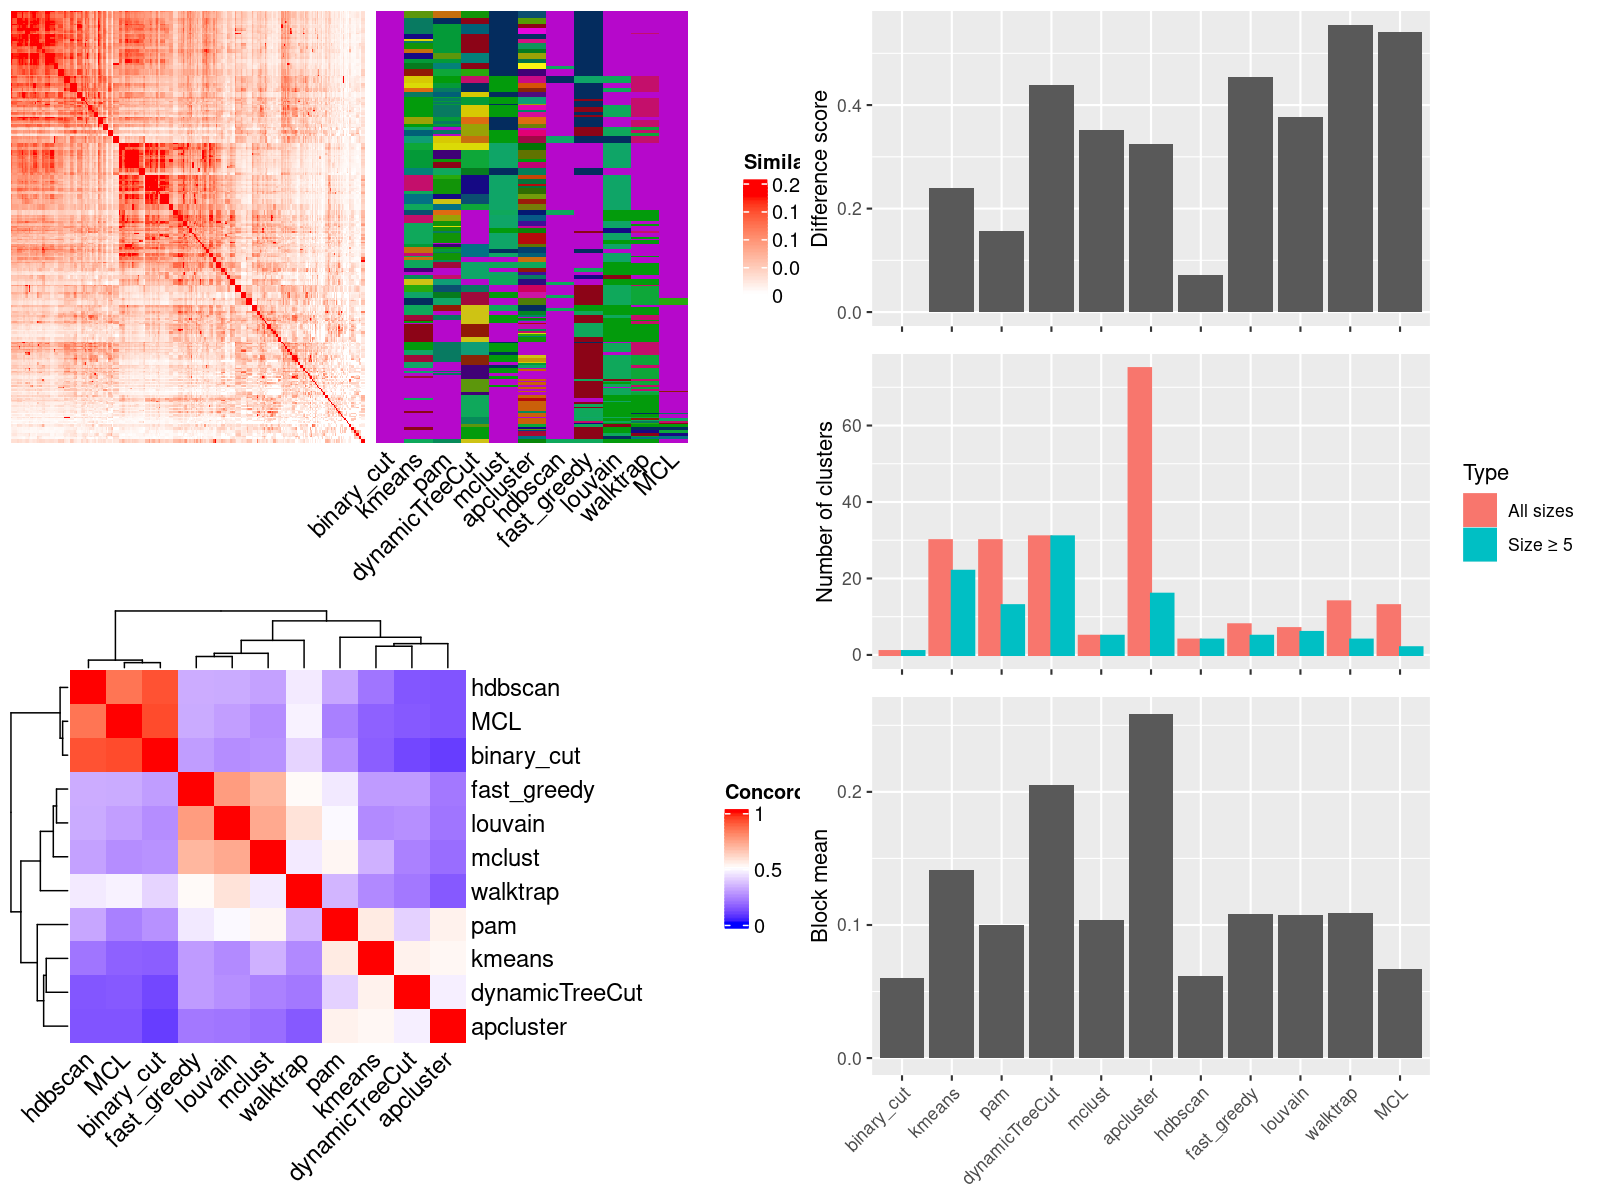 Simila
0.2
0.1
0.1
0.0
0
binary_cut
kmeans
pam
dynamicTreeCut
mclust
apcluster
hdbscan
fast_greedy
louvain
walktrap
MCL
hdbscan
MCL
binary_cut
fast_greedy
louvain
mclust
walktrap
pam
kmeans
dynamicTreeCut
apcluster
hdbscan
MCL
binary_cut
fast_greedy
louvain
mclust
walktrap
pam
kmeans
dynamicTreeCut
apcluster
Concord
1
0.5
0
Difference score
0.4
0.2
0.0
Number of clusters
60
40
20
0
Type
All sizes
Size ≥ 5
Block mean
0.2
0.1
0.0
binary_cut
kmeans
pam
dynamicTreeCut
mclust
apcluster
hdbscan
fast_greedy
louvain
walktrap
MCL